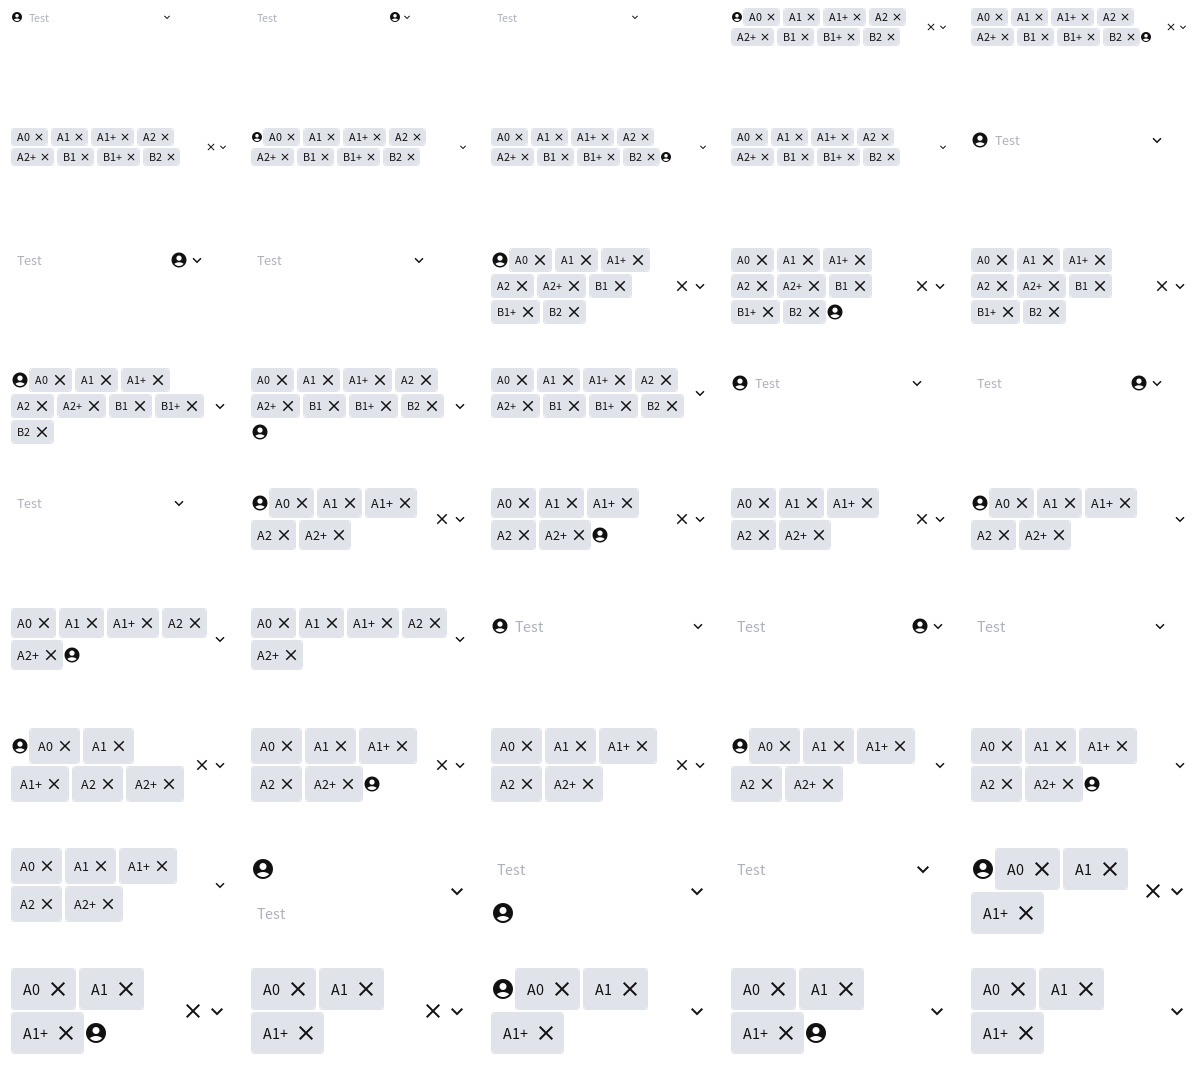 Test Test Test A0 A1 A1+ A2 A0 A1 A1+ A2
A2+ B1 B1+ B2 A2+ B1 B1+ B2
A0 A1 A1+ A2 A0 A1 A1+ A2 A0 A1 A1+ A2 A0 A1 A1+ A2 Test
A2+ B1 B1+ B2 A2+ B1 B1+ B2 A2+ B1 B1+ B2 A2+ B1 B1+ B2
Test Test A0 A1 A1+ A0 A1 A1+ A0 A1 A1+
A2 A2+ B1 A2 A2+ B1 A2 A2+ B1
B1+ B2 B1+ B2 B1+ B2
A0 A1 A1+ A0 A1 A1+ A2 A0 A1 A1+ A2 Test Test
A2 A2+ B1 B1+ A2+ B1 B1+ B2 A2+ B1 B1+ B2
B2
Test A0 A1 A1+ A0 A1 A1+ A0 A1 A1+ A0 A1 A1+
A2 A2+ A2 A2+ A2 A2+ A2 A2+
A0 A1 A1+ A2 A0 A1 A1+ A2 Test Test Test
A2+ A2+
A0 A1 A0 A1 A1+ A0 A1 A1+ A0 A1 A1+ A0 A1 A1+
A1+ A2 A2+ A2 A2+ A2 A2+ A2 A2+ A2 A2+
A0 A1 A1+ Test Test A0 A1
A2 A2+ Test A1+
A0 A1 A0 A1 A0 A1 A0 A1 A0 A1
A1+ A1+ A1+ A1+ A1+